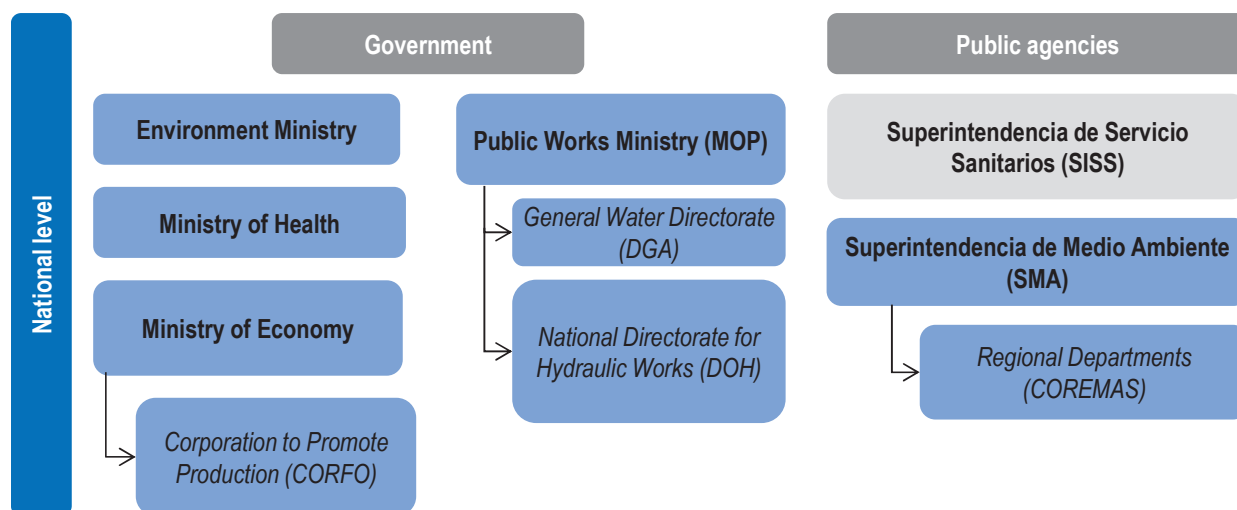 National level
Government
Environment Ministry
Ministry of Health
Ministry of Economy
Corporation to Promote
Production (CORFO)
Public Works Ministry (MOP)
General Water Directorate
(DGA)
National Directorate for
Hydraulic Works (DOH)
Public agencies
Superintendencia de Servicio
Sanitarios (SISS)
Superintendencia de Medio Ambiente
(SMA)
Regional Departments
(COREMAS)